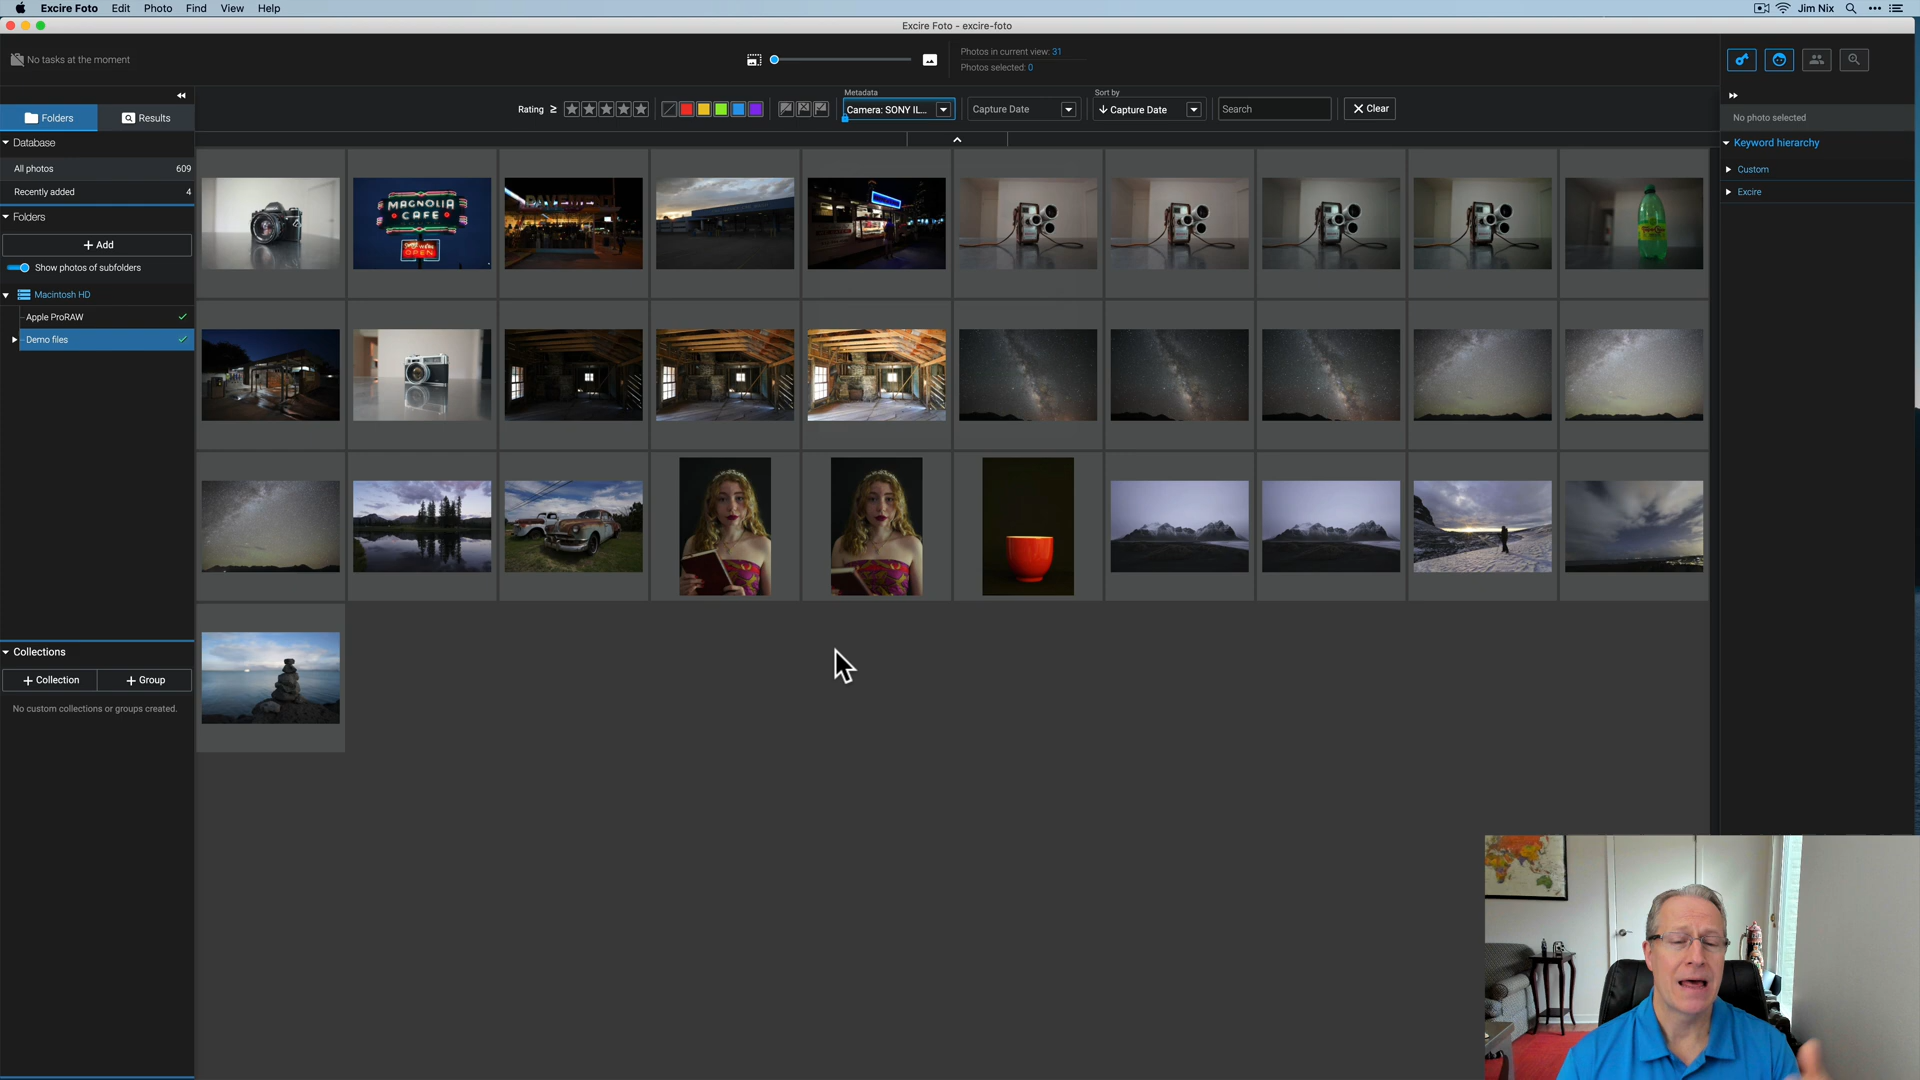 Excire Foto Edit Photo Find View Help
Jim Nix
Excire Foto - excire-foto
No tasks at the moment
Photos in current view: 31
Photos selected: 0
Metadata
Sort by
Rating ≥
Camera: SONY IL...
Capture Date
Capture Date
Search
Clear
Folders
Results
No photo selected
Database
Keyword hierarchy
All photos 609
Custom
Recently added 4
Excire
Folders
+ Add
Show photos of subfolders
Macintosh HD
Apple ProRAW
Demo files
MAGNOLIA
CAFE
OPEN
Collections
+ Collection
+ Group
No custom collections or groups created.